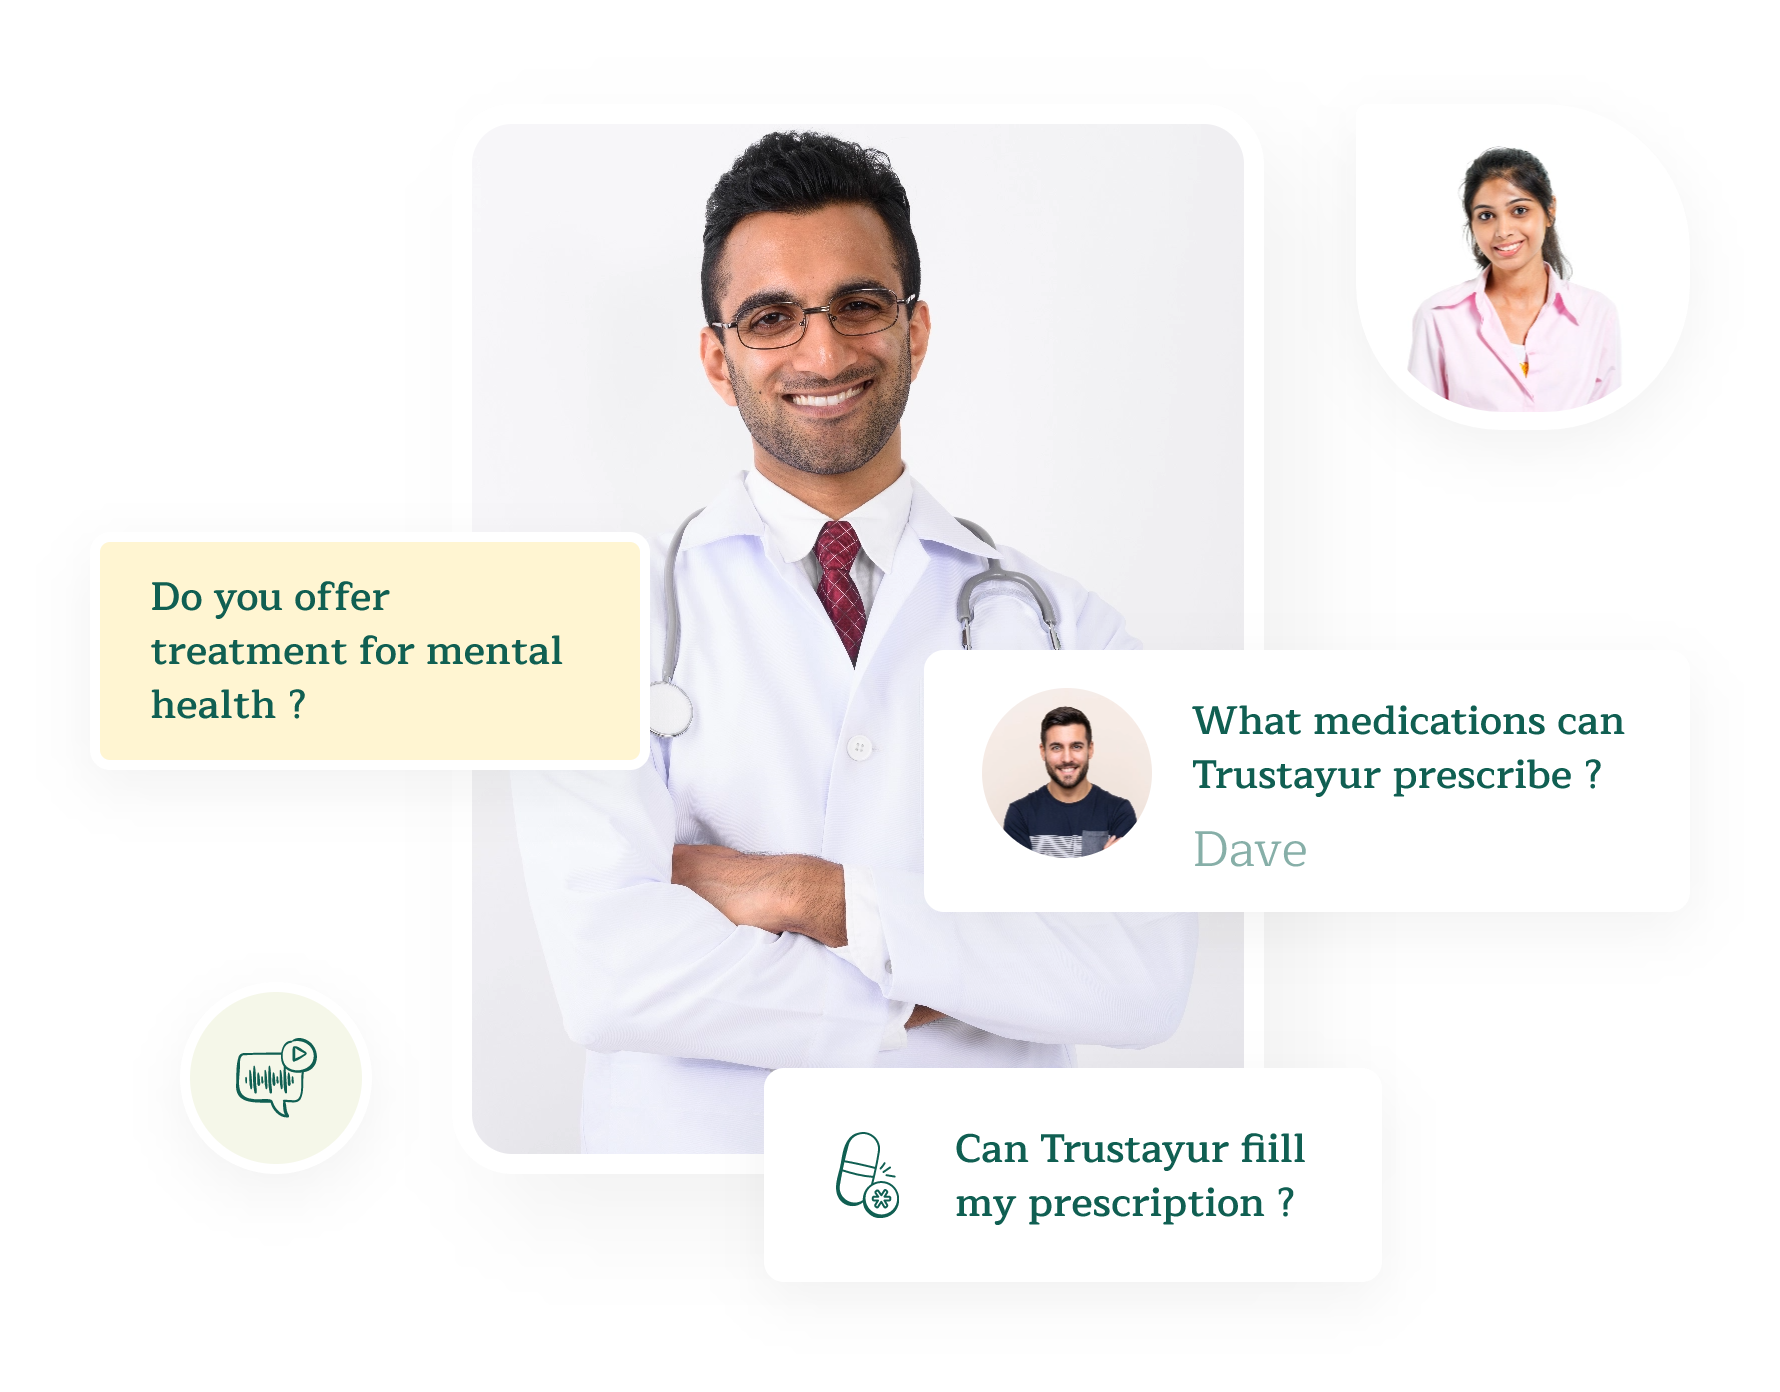 Do you offer
treatment for mental
health ?
What medications can
Trustayur prescribe ?
Dave
Can Trustayur fiill
my prescription ?